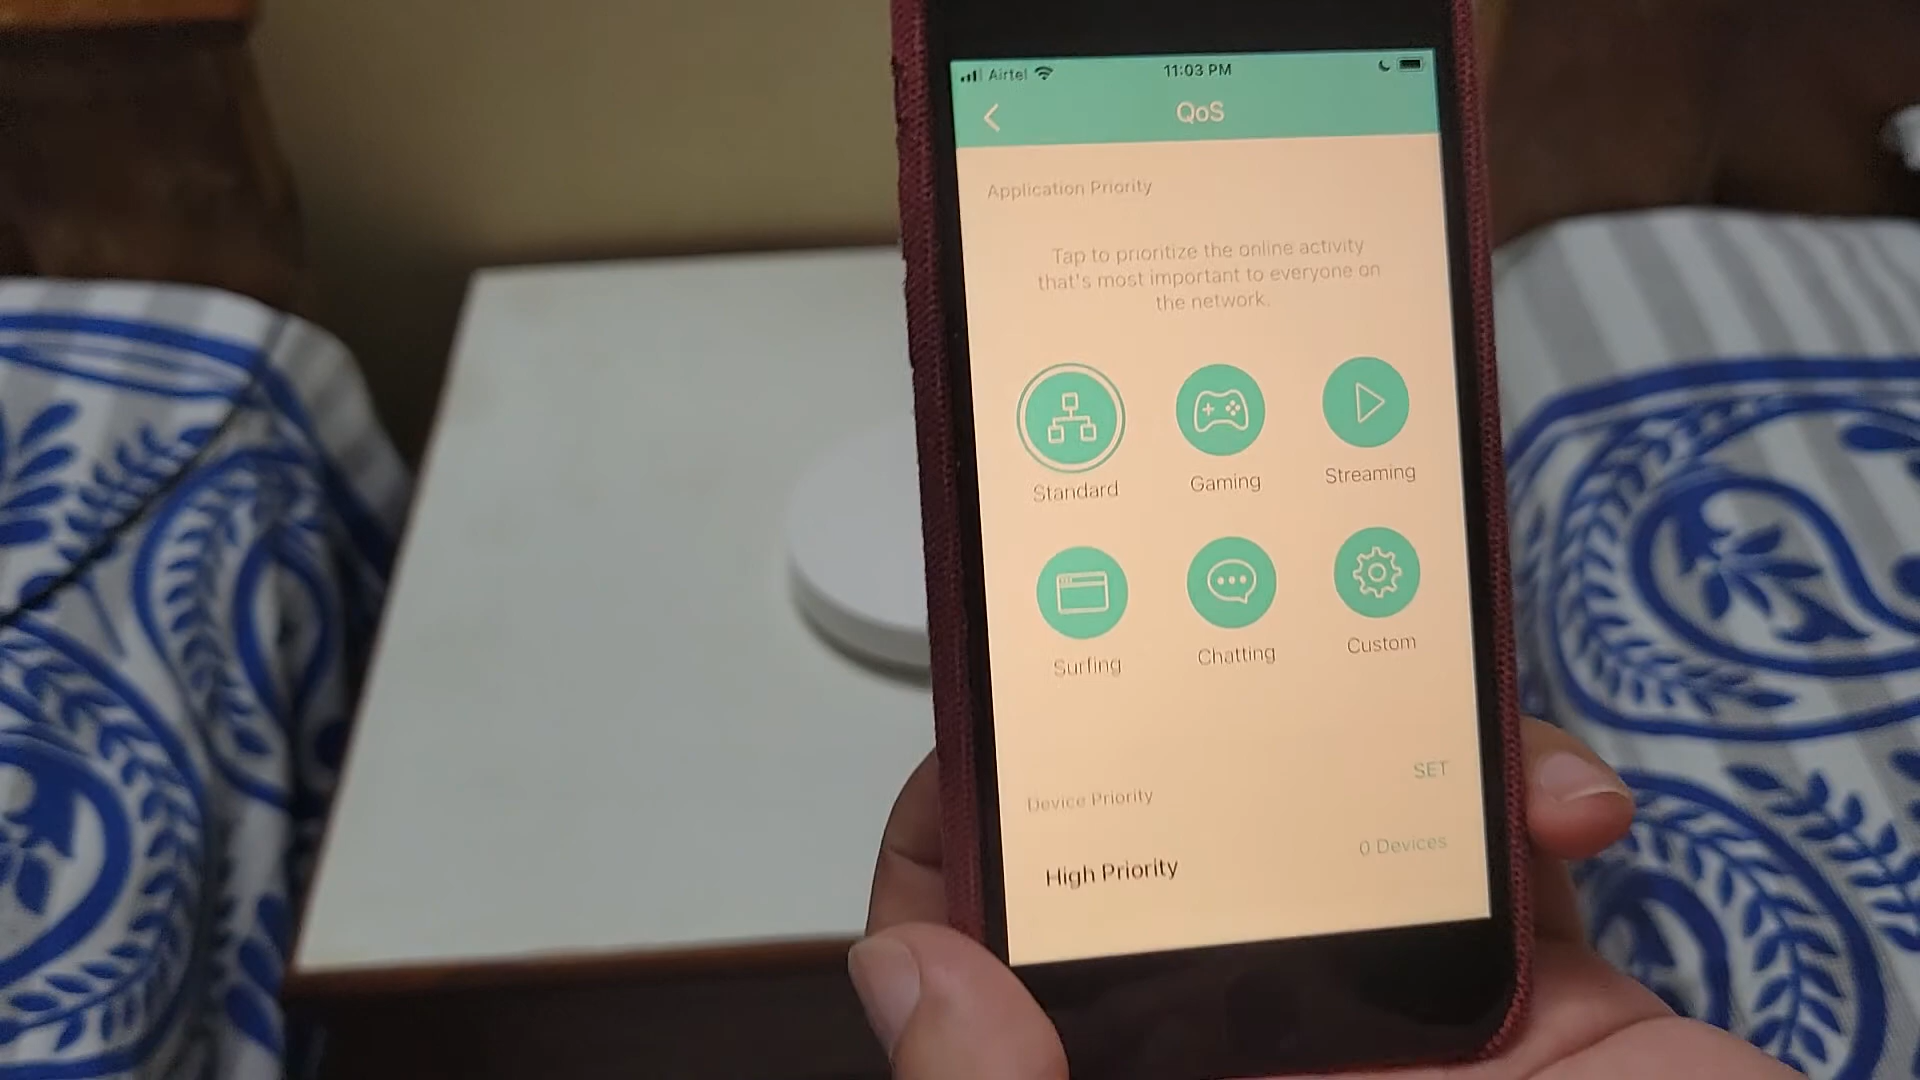 Airtel
11:03 PM
QoS
Application Priority
Tap to prioritize the online activity
that's most important to everyone on
the network.
Standard
Gaming
Streaming
Surfing
Chatting
Custom
Device Priority
SET
High Priority
0 Devices